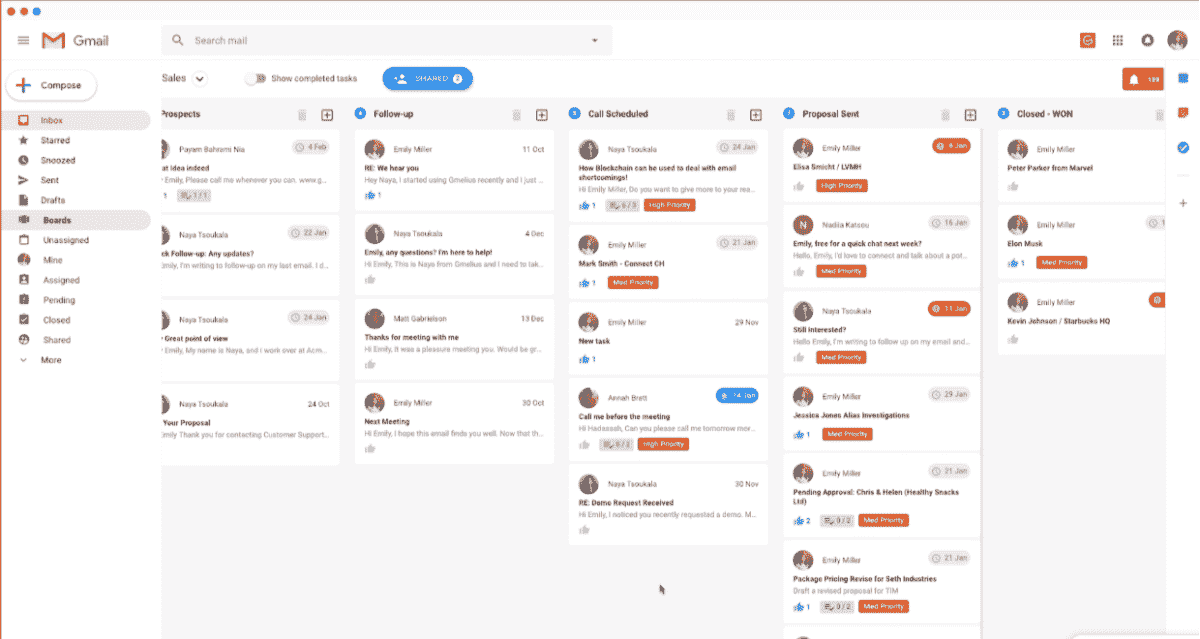 Gmail
Search mail
Compose
Sales
Show completed tasks
SHARED 2
199
Inbox
Starred
Snoozed
Sent
Drafts
Boards
Unassigned
Mine
Assigned
Pending
Closed
Shared
More
Prospects
Payam Bahrami Nia
4 Feb
at idea indeed
Emily, Please call me whenever you can. www.g...
1 1 / 1
Naya Tsoukala
22 Jan
ck Follow-up: Any updates?
mily, I'm writing to follow-up on my last email. I d...
Naya Tsoukala
24 Jan
Great point of view
Emily, My name is Naya, and I work over at Acm...
Naya Tsoukala
24 Oct
Your Proposal
mily Thank you for contacting Customer Support...
4 Follow-up
Emily Miller
11 Oct
RE: We hear you
Hey Naya, I started using Gmelius recently and I just ...
1
Naya Tsoukala
4 Dec
Emily, any questions? I'm here to help!
Hi Emily, This is Naya from Gmelius and I need to tak...
Matt Gabrielson
13 Dec
Thanks for meeting with me
Hi Emily, It was a pleasure meeting you. Would be gr...
Emily Miller
30 Oct
Next Meeting
Hi Emily, I hope this email finds you well. Now that th...
5 Call Scheduled
Naya Tsoukala
24 Jan
How Blockchain can be used to deal with email
shortcomings!
Hi Emily Miller, Do you want to give more to your rea...
1
High Priority
Emily Miller
21 Jan
Mark Smith - Connect CH
1 Med Priority
Emily Miller
29 Nov
New task
1
Annah Brett
14 Jan
Call me before the meeting
Hi Hadassah, Can you please call me tomorrow mor...
0 / 2 High Priority
Naya Tsoukala
30 Nov
RE: Demo Request Received
Hi Emily, I noticed you recently requested a demo. M...
7 Proposal Sent
Emily Miller
4 Jan
Elisa Smicht / LVMH
High Priority
N
Nadia Katsou
16 Jan
Emily, free for a quick chat next week?
Hello, Emily, I'd love to connect and talk about a pot...
Med Priority
Naya Tsoukala
11 Jan
Still interested?
Hello Emily, I'm writing to follow up on my email and...
Med Priority
Emily Miller
29 Jan
Jessica Jones Alias Investigations
1 Med Priority
Emily Miller
21 Jan
Pending Approval: Chris & Helen (Healthy Snacks
Ltd)
2 0 / 2 Med Priority
Emily Miller
21 Jan
Package Pricing Revise for Seth Industries
Draft a revised proposal for TIM
1 0 / 2 Med Priority
3 Closed - WON
Emily Miller
Peter Parker from Marvel
Emily Miller
1
Elon Musk
1 Med Priority
Emily Miller
Kevin Johnson / Starbucks HQ